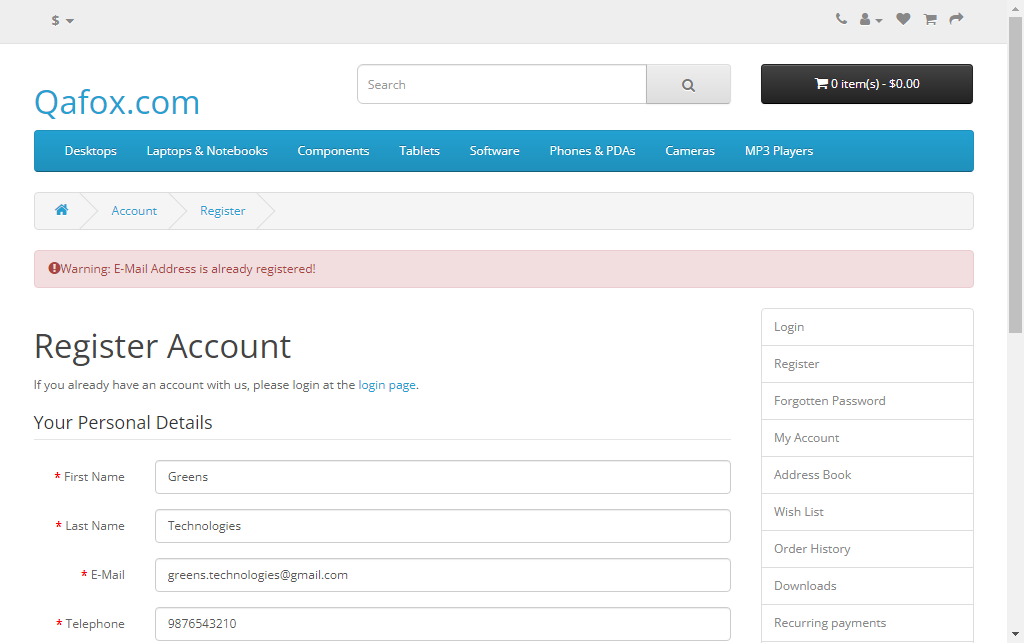 $
Search
0 item(s) - $0.00
Qafox.com
Desktops Laptops & Notebooks Components Tablets Software Phones & PDAs Cameras MP3 Players
Account Register
Warning: E-Mail Address is already registered!
Register Account
If you already have an account with us, please login at the login page.
Your Personal Details
* First Name Greens
* Last Name Technologies
* E-Mail greens.technologies@gmail.com
* Telephone 9876543210
Login
Register
Forgotten Password
My Account
Address Book
Wish List
Order History
Downloads
Recurring payments